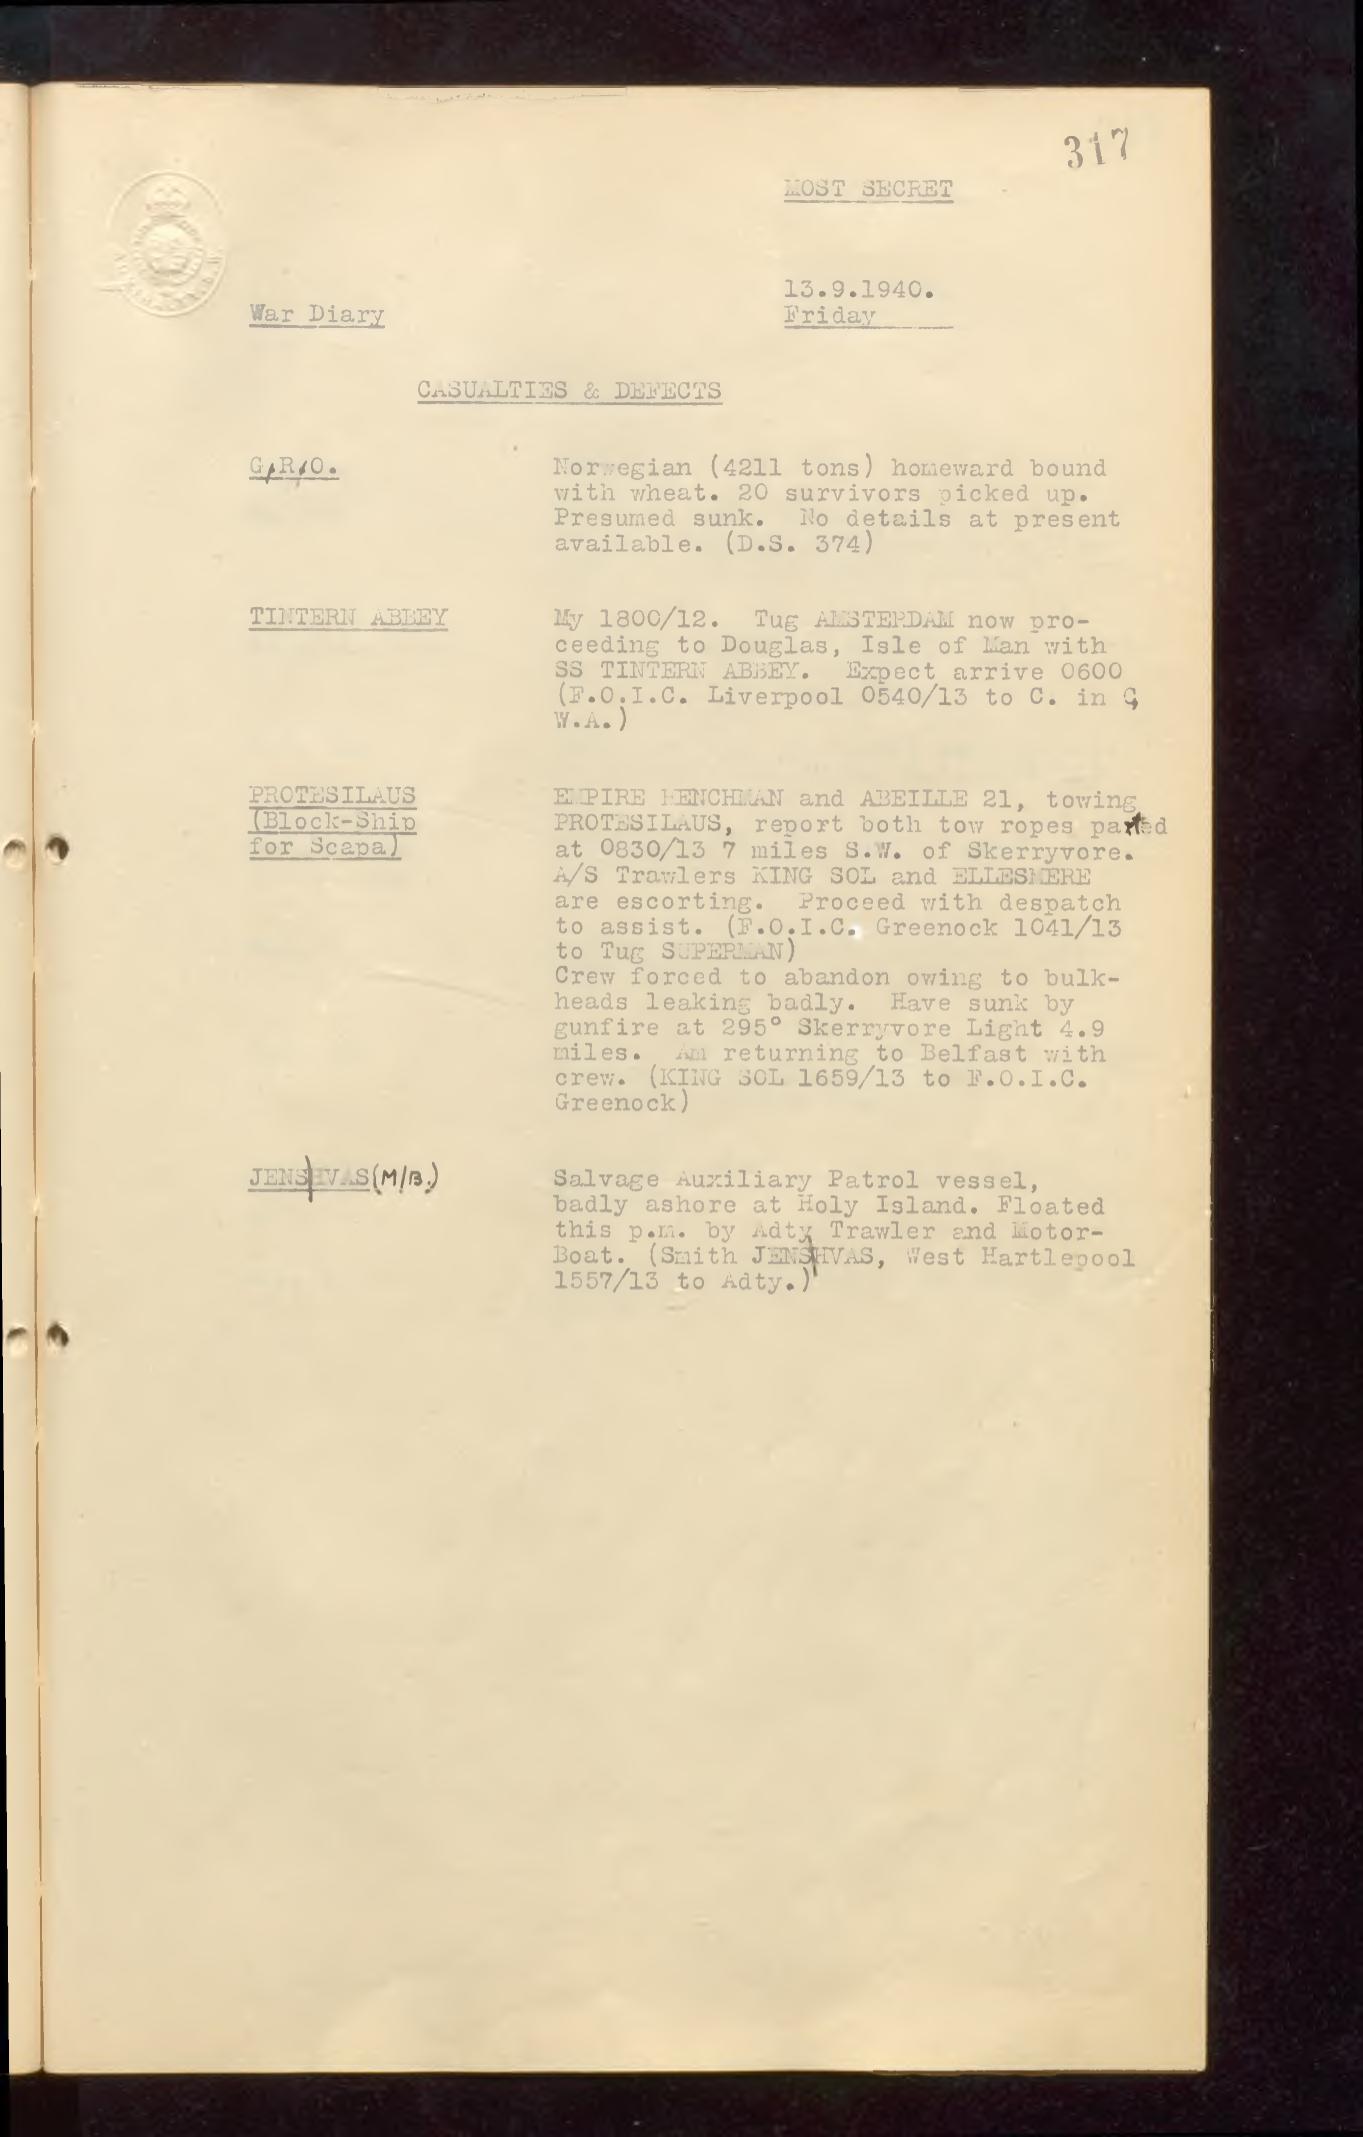 317
MOST SECRET
13.9.1940.
War Diary
Friday
CASUALTIES & DEFECTS
G.R.O.
Norwegian (4211 tons) homeward bound
with wheat. 20 survivors picked up.
Presumed sunk. No details at present
available. (D.S. 374)
TINTERN ABBEY
My 1800/12. Tug AMSTERDAM now pro-
ceeding to Douglas, Isle of Man with
SS TINTERN ABBEY. Expect arrive 0600
(F.O.I.C. Liverpool 0540/13 to C. in C,
W.A.)
PROTESILAUS
(Block-Ship
for Scapa)
EMPIRE HENCHMAN and ABEILLE 21, towing
PROTESILAUS, report both tow ropes parted
at 0830/13 7 miles S.W. of Skerryvore.
A/S Trawlers KING SOL and ELLESMERE
are escorting. Proceed with despatch
to assist. (F.O.I.C. Greenock 1041/13
to Tug SUPERMAN)
Crew forced to abandon owing to bulk-
heads leaking badly. Have sunk by
gunfire at 295° Skerryvore Light 4.9
miles. Am returning to Belfast with
crew. (KING SOL 1659/13 to F.O.I.C.
Greenock)
JENSHVAS (M/B.)
Salvage Auxiliary Patrol vessel,
badly ashore at Holy Island. Floated
this p.m. by Adty Trawler and Motor-
Boat. (Smith JENSHVAS, West Hartlepool
1557/13 to Adty.)